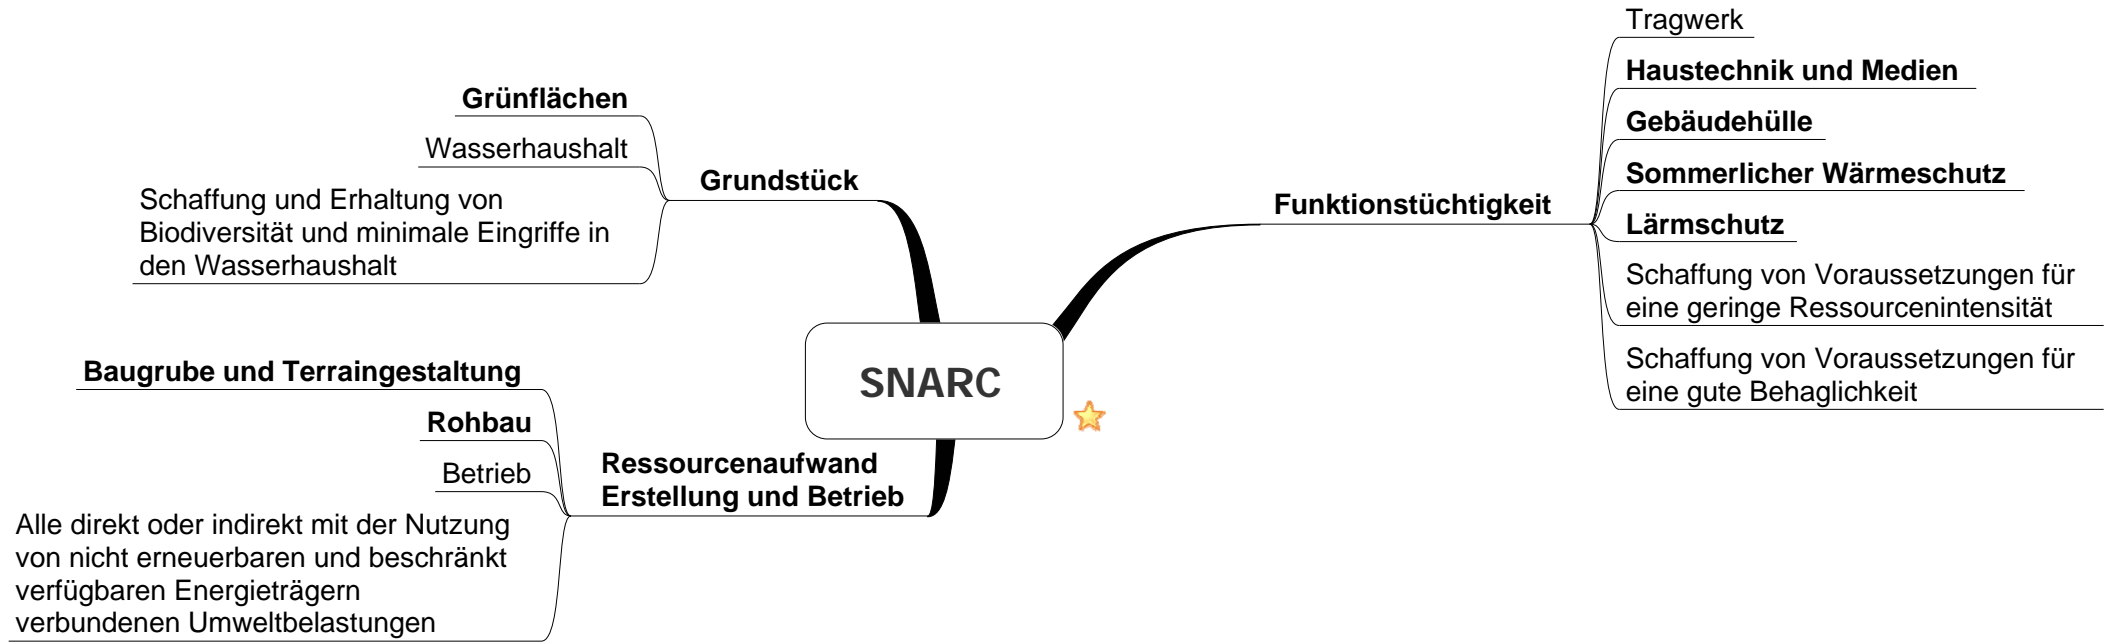 SNARC
Grundstück
Grünflächen
Wasserhaushalt
Schaffung und Erhaltung von
Biodiversität und minimale Eingriffe in
den Wasserhaushalt
Ressourcenaufwand
Erstellung und Betrieb
Baugrube und Terraingestaltung
Rohbau
Betrieb
Alle direkt oder indirekt mit der Nutzung
von nicht erneuerbaren und beschränkt
verfügbaren Energieträgern
verbundenen Umweltbelastungen
Funktionstüchtigkeit
Tragwerk
Haustechnik und Medien
Gebäudehülle
Sommerlicher Wärmeschutz
Lärmschutz
Schaffung von Voraussetzungen für
eine geringe Ressourcenintensität
Schaffung von Voraussetzungen für
eine gute Behaglichkeit